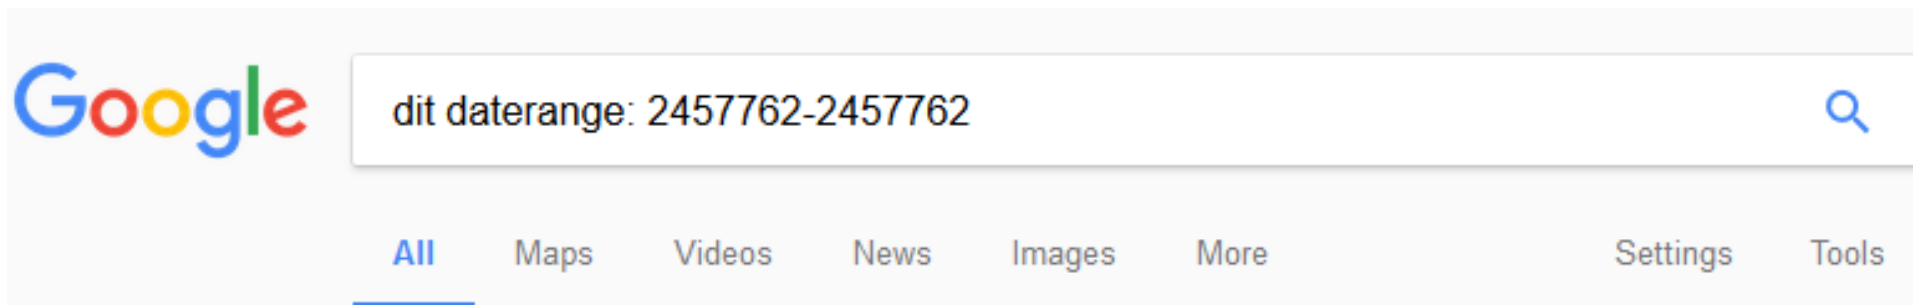 Google dit daterange: 2457762-2457762
All Maps Videos News Images More Settings Tools